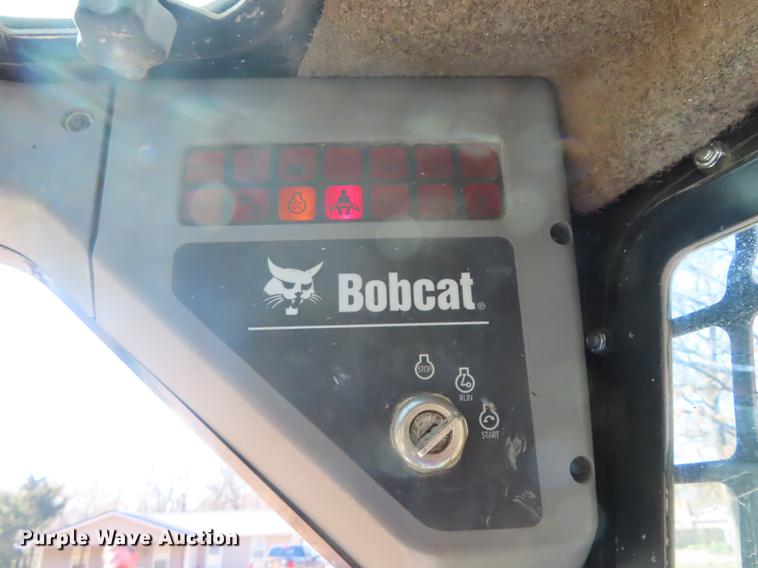 Bobcat®
STOP
RUN
START
Purple Wave Auction